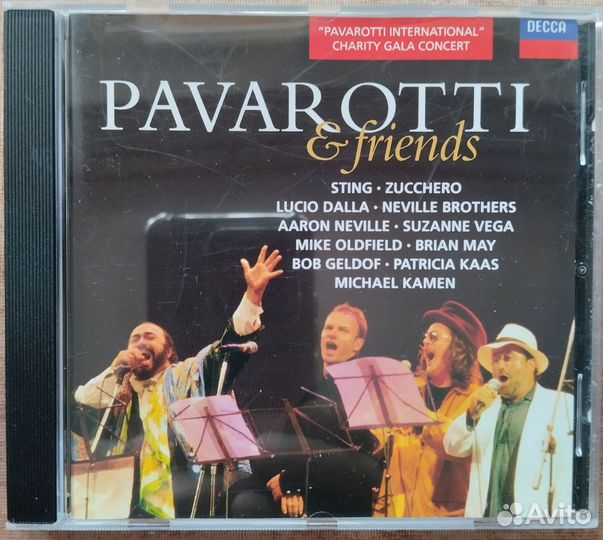 "PAVAROTTI INTERNATIONAL"
CHARITY GALA CONCERT
DECCA
PAVAROTTI
& friends
STING · ZUCCHERO
LUCIO DALLA · NEVILLE BROTHERS
AARON NEVILLE · SUZANNE VEGA
MIKE OLDFIELD · BRIAN MAY
BOB GELDOF · PATRICIA KAAS
MICHAEL KAMEN
Avito